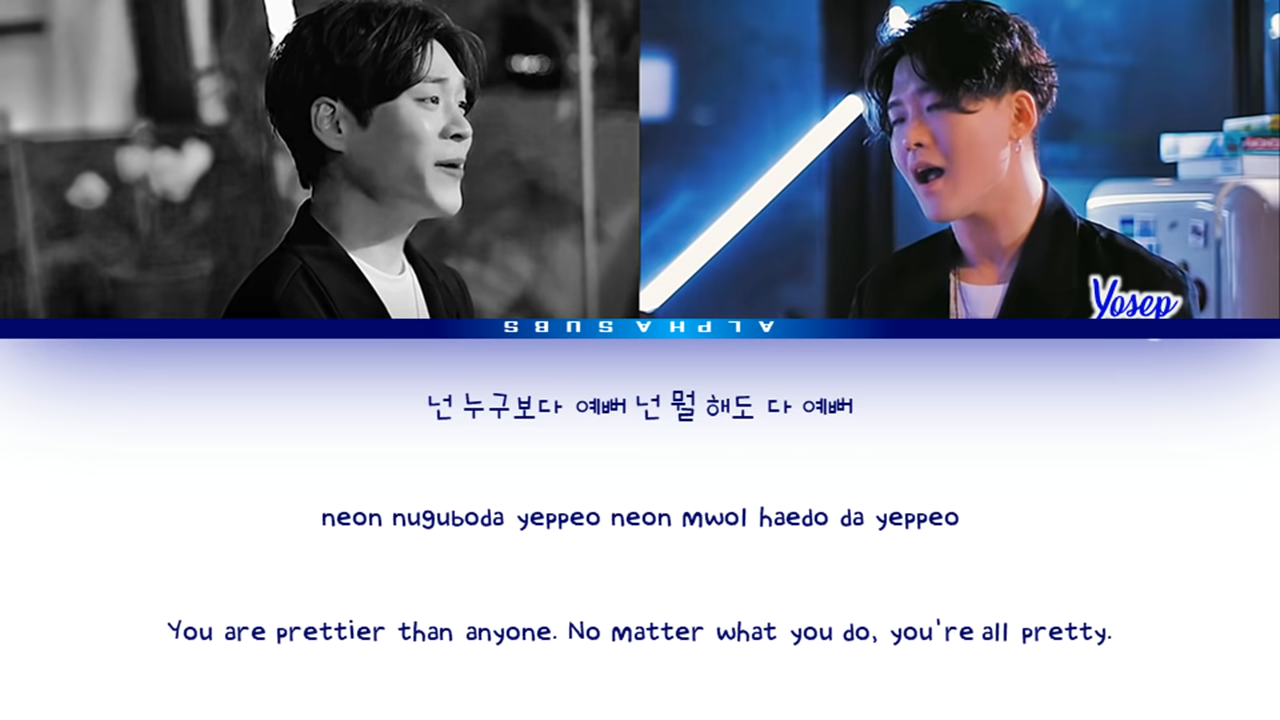 Yosep
ALPHA SUBS
넌 누구보다 예뻐 넌 뭘 해도 다 예뻐
neon nuguboda yeppeo neon mwol haedo da yeppeo
You are prettier than anyone. No matter what you do, you're all pretty.